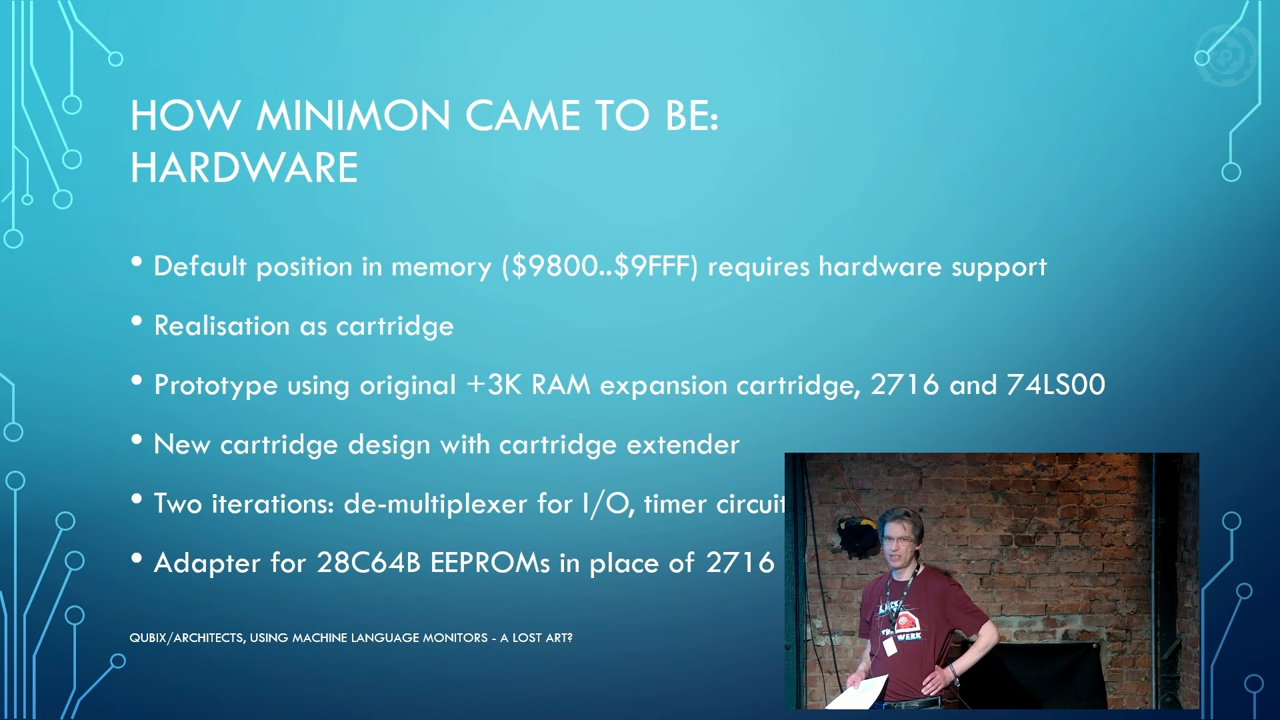 HOW MINIMON CAME TO BE:
HARDWARE
• Default position in memory ($9800..$9FFF) requires hardware support
• Realisation as cartridge
• Prototype using original +3K RAM expansion cartridge, 2716 and 74LS00
• New cartridge design with cartridge extender
• Two iterations: de-multiplexer for I/O, timer circuit
• Adapter for 28C64B EEPROMs in place of 2716
QUBIX/ARCHITECTS, USING MACHINE LANGUAGE MONITORS - A LOST ART?